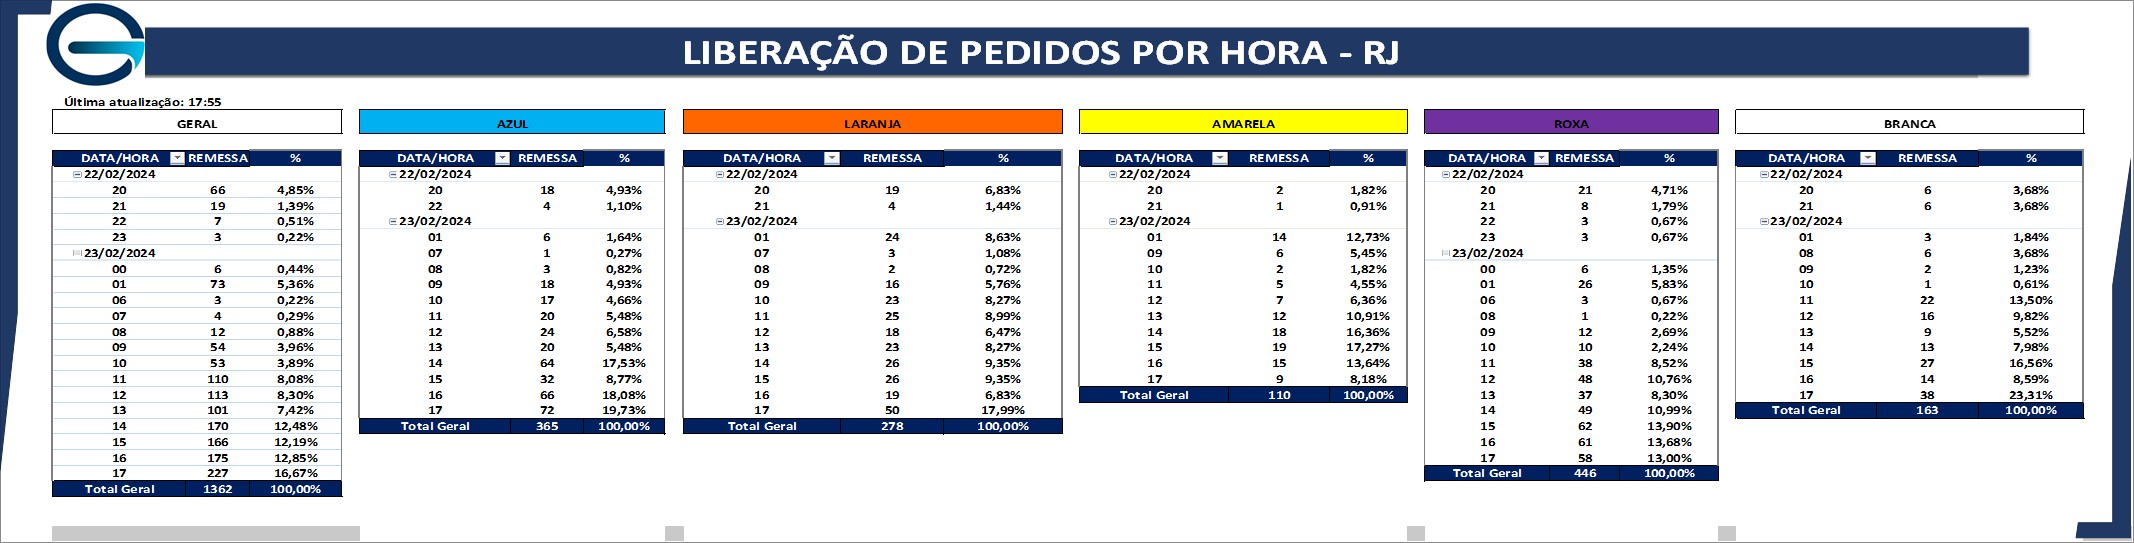 LIBERAÇÃO DE PEDIDOS POR HORA - RJ
Última atualização: 17:55
GERAL
DATA/HORA REMESSA %
22/02/2024
20 66 4,85%
21 19 1,39%
22 7 0,51%
23 3 0,22%
23/02/2024
00 6 0,44%
01 73 5,36%
06 3 0,22%
07 4 0,29%
08 12 0,88%
09 54 3,96%
10 53 3,89%
11 110 8,08%
12 113 8,30%
13 101 7,42%
14 170 12,48%
15 166 12,19%
16 175 12,85%
17 227 16,67%
Total Geral 1362 100,00%
AZUL
DATA/HORA REMESSA %
22/02/2024
20 18 4,93%
22 4 1,10%
23/02/2024
01 6 1,64%
07 1 0,27%
08 3 0,82%
09 18 4,93%
10 17 4,66%
11 20 5,48%
12 24 6,58%
13 20 5,48%
14 64 17,53%
15 32 8,77%
16 66 18,08%
17 72 19,73%
Total Geral 365 100,00%
LARANJA
DATA/HORA REMESSA %
22/02/2024
20 19 6,83%
21 4 1,44%
23/02/2024
01 24 8,63%
07 3 1,08%
08 2 0,72%
09 16 5,76%
10 23 8,27%
11 25 8,99%
12 18 6,47%
13 23 8,27%
14 26 9,35%
15 26 9,35%
16 19 6,83%
17 50 17,99%
Total Geral 278 100,00%
AMARELA
DATA/HORA REMESSA %
22/02/2024
20 2 1,82%
21 1 0,91%
23/02/2024
01 14 12,73%
09 6 5,45%
10 2 1,82%
11 5 4,55%
12 7 6,36%
13 12 10,91%
14 18 16,36%
15 19 17,27%
16 15 13,64%
17 9 8,18%
Total Geral 110 100,00%
ROXA
DATA/HORA REMESSA %
22/02/2024
20 21 4,71%
21 8 1,79%
22 3 0,67%
23 3 0,67%
23/02/2024
00 6 1,35%
01 26 5,83%
06 3 0,67%
08 1 0,22%
09 12 2,69%
10 10 2,24%
11 38 8,52%
12 48 10,76%
13 37 8,30%
14 49 10,99%
15 62 13,90%
16 61 13,68%
17 58 13,00%
Total Geral 446 100,00%
BRANCA
DATA/HORA REMESSA %
22/02/2024
20 6 3,68%
21 6 3,68%
23/02/2024
01 3 1,84%
08 6 3,68%
09 2 1,23%
10 1 0,61%
11 22 13,50%
12 16 9,82%
13 9 5,52%
14 13 7,98%
15 27 16,56%
16 14 8,59%
17 38 23,31%
Total Geral 163 100,00%